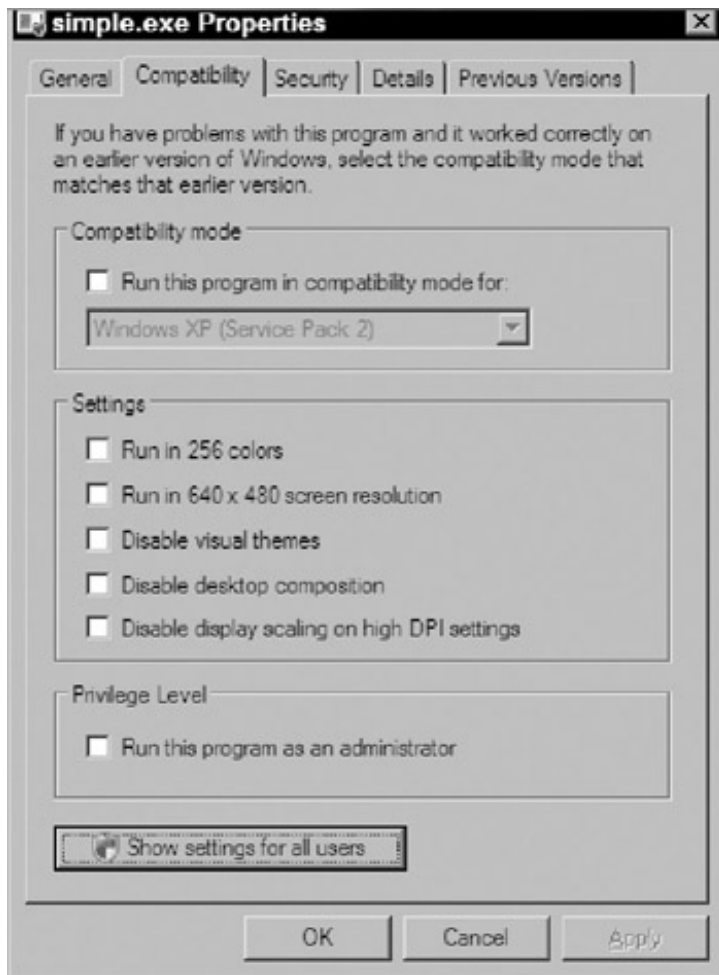 simple.exe Properties
General Compatibility Security Details Previous Versions
If you have problems with this program and it worked correctly on
an earlier version of Windows, select the compatibility mode that
matches that earlier version.
Compatibility mode
Run this program in compatibility mode for:
Windows XP (Service Pack 2)
Settings
Run in 256 colors
Run in 640 x 480 screen resolution
Disable visual themes
Disable desktop composition
Disable display scaling on high DPI settings
Privilege Level
Run this program as an administrator
Show settings for all users
OK Cancel Apply